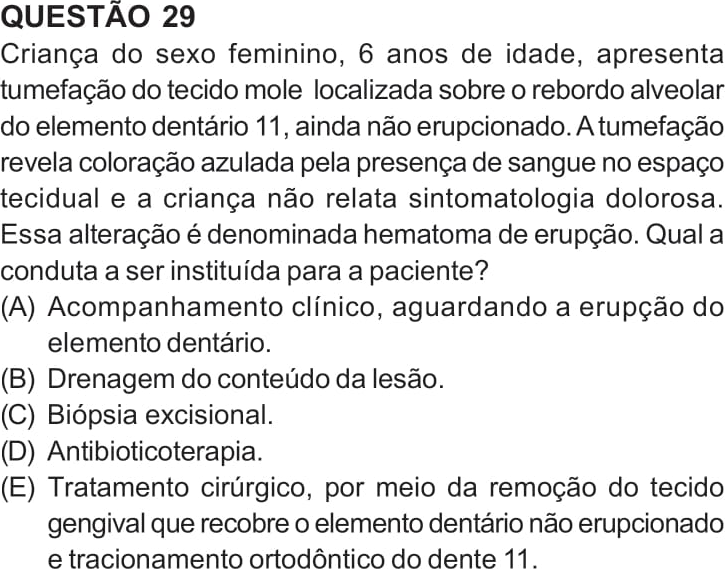 QUESTÃO 29
Criança do sexo feminino, 6 anos de idade, apresenta
tumefação do tecido mole localizada sobre o rebordo alveolar
do elemento dentário 11, ainda não erupcionado. A tumefação
revela coloração azulada pela presença de sangue no espaço
tecidual e a criança não relata sintomatologia dolorosa.
Essa alteração é denominada hematoma de erupção. Qual a
conduta a ser instituída para a paciente?
(A) Acompanhamento clínico, aguardando a erupção do
elemento dentário.
(B) Drenagem do conteúdo da lesão.
(C) Biópsia excisional.
(D) Antibioticoterapia.
(E) Tratamento cirúrgico, por meio da remoção do tecido
gengival que recobre o elemento dentário não erupcionado
e tracionamento ortodôntico do dente 11.